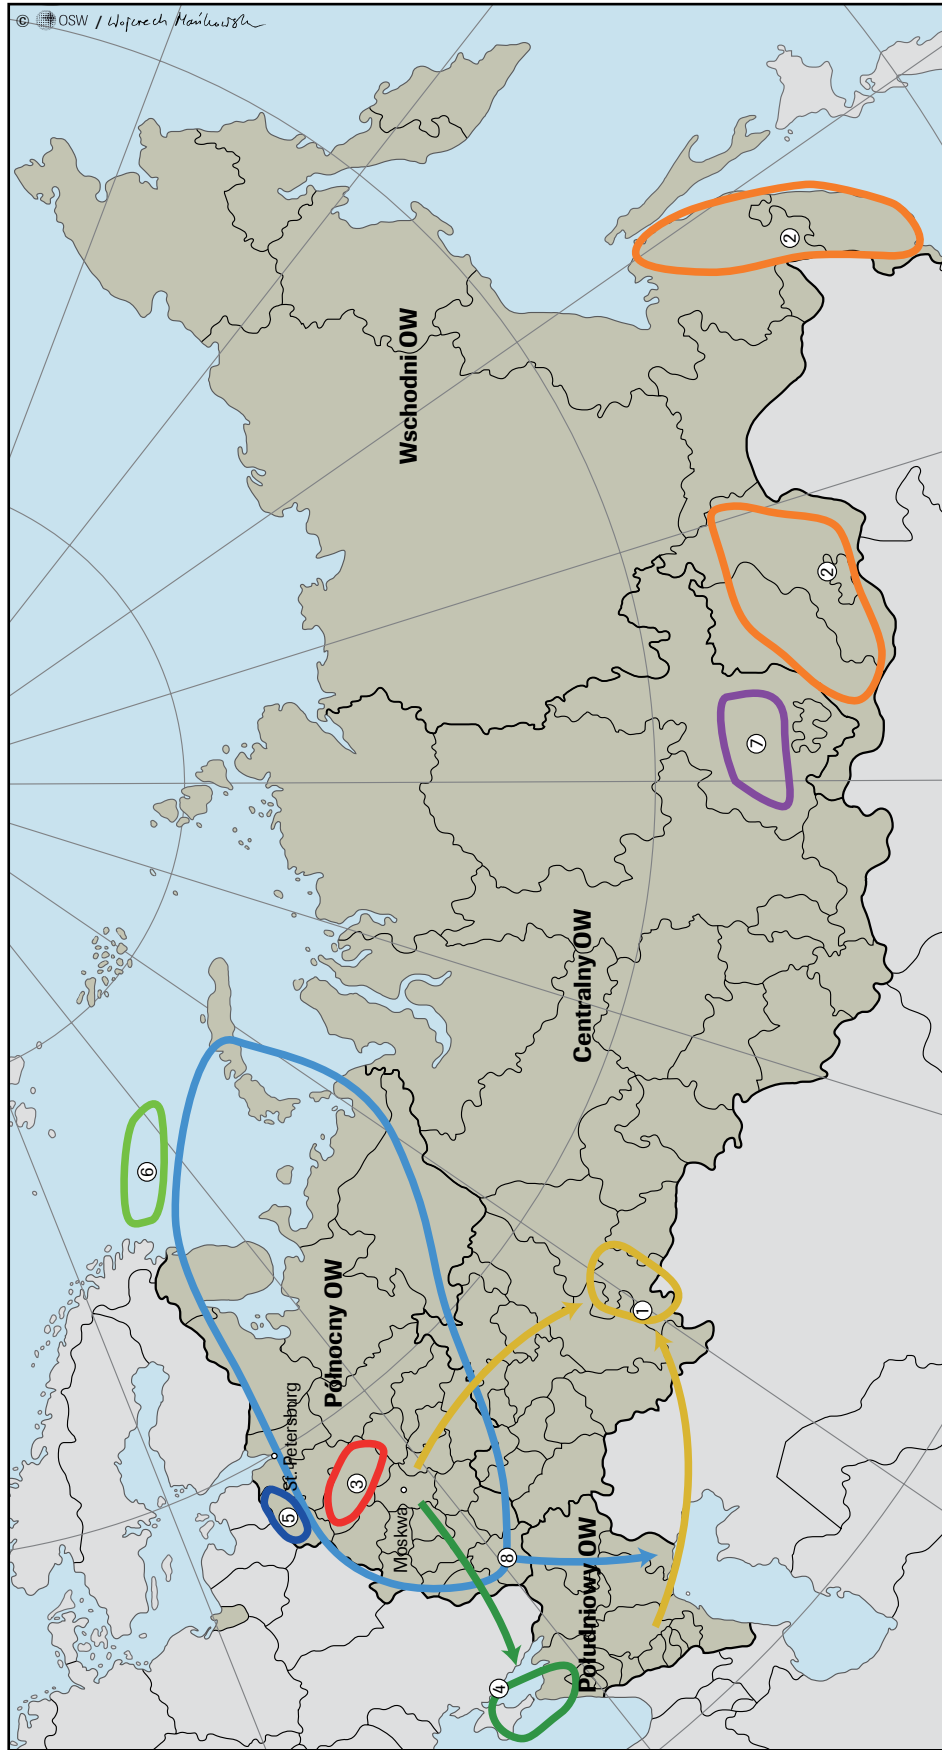 © OSW / Wojciech Mańkowski
Wschodni OW
Centralny OW
Północny OW
Południowy OW
St. Petersburg
Moskwa
2
2
7
6
1
3
5
8
4